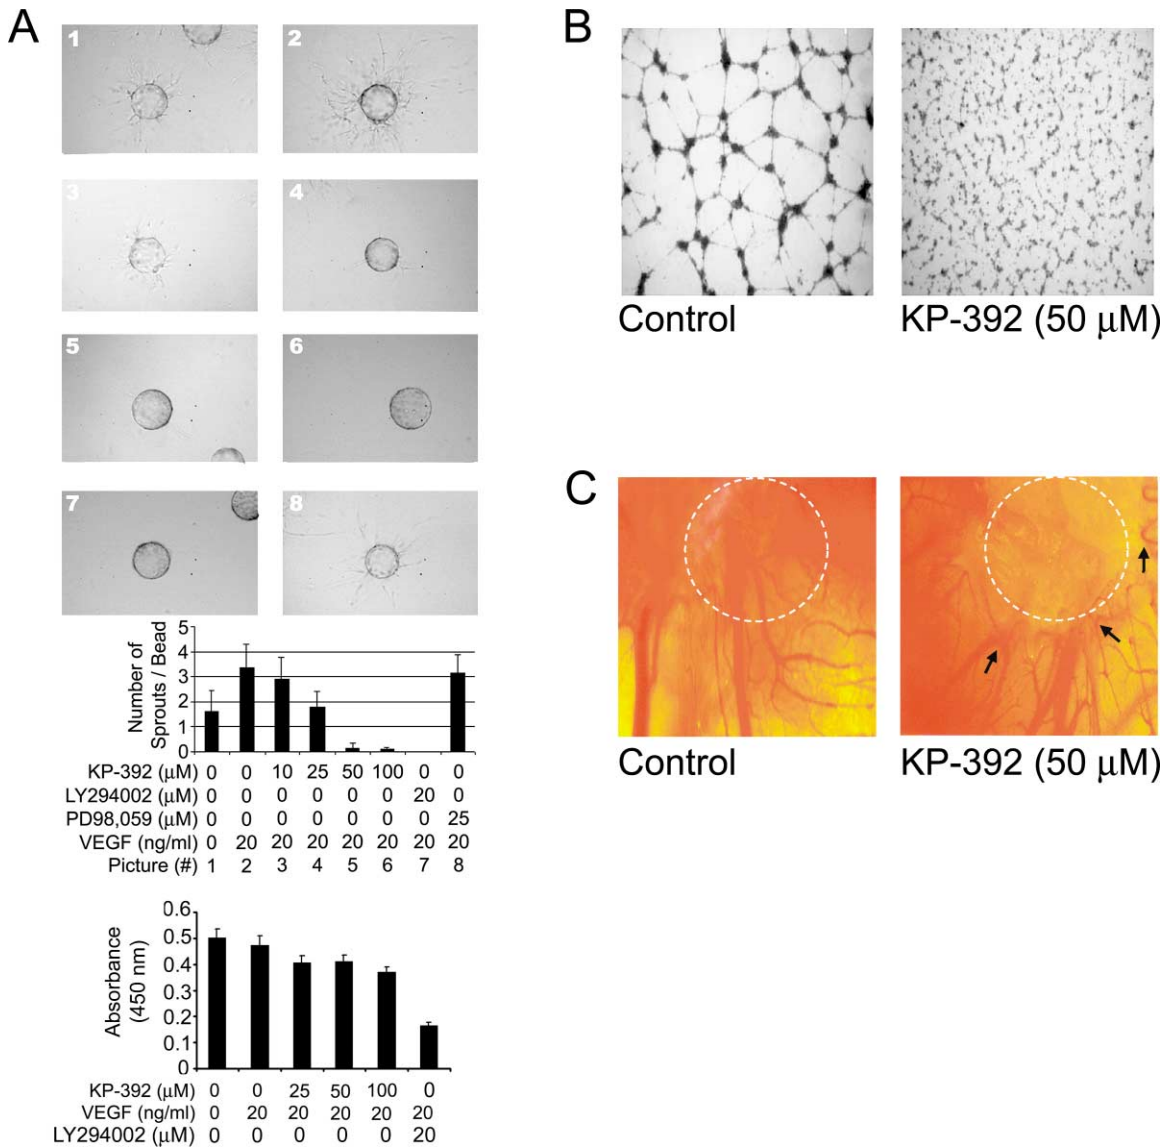 A
1
2
3
4
5
6
7
8
5
4
3
2
1
0
Number of
Sprouts / Bead
KP-392 (μM) 0 0 10 25 50 100 0 0
LY294002 (μM) 0 0 0 0 0 0 20 0
PD98,059 (μM) 0 0 0 0 0 0 0 25
VEGF (ng/ml) 0 20 20 20 20 20 20 20
Picture (#) 1 2 3 4 5 6 7 8
0.6
0.5
0.4
0.3
0.2
0.1
0
Absorbance
(450 nm)
KP-392 (μM) 0 0 25 50 100 0
VEGF (ng/ml) 0 20 20 20 20 20
LY294002 (μM) 0 0 0 0 0 20
B
Control
KP-392 (50 μM)
C
Control
KP-392 (50 μM)